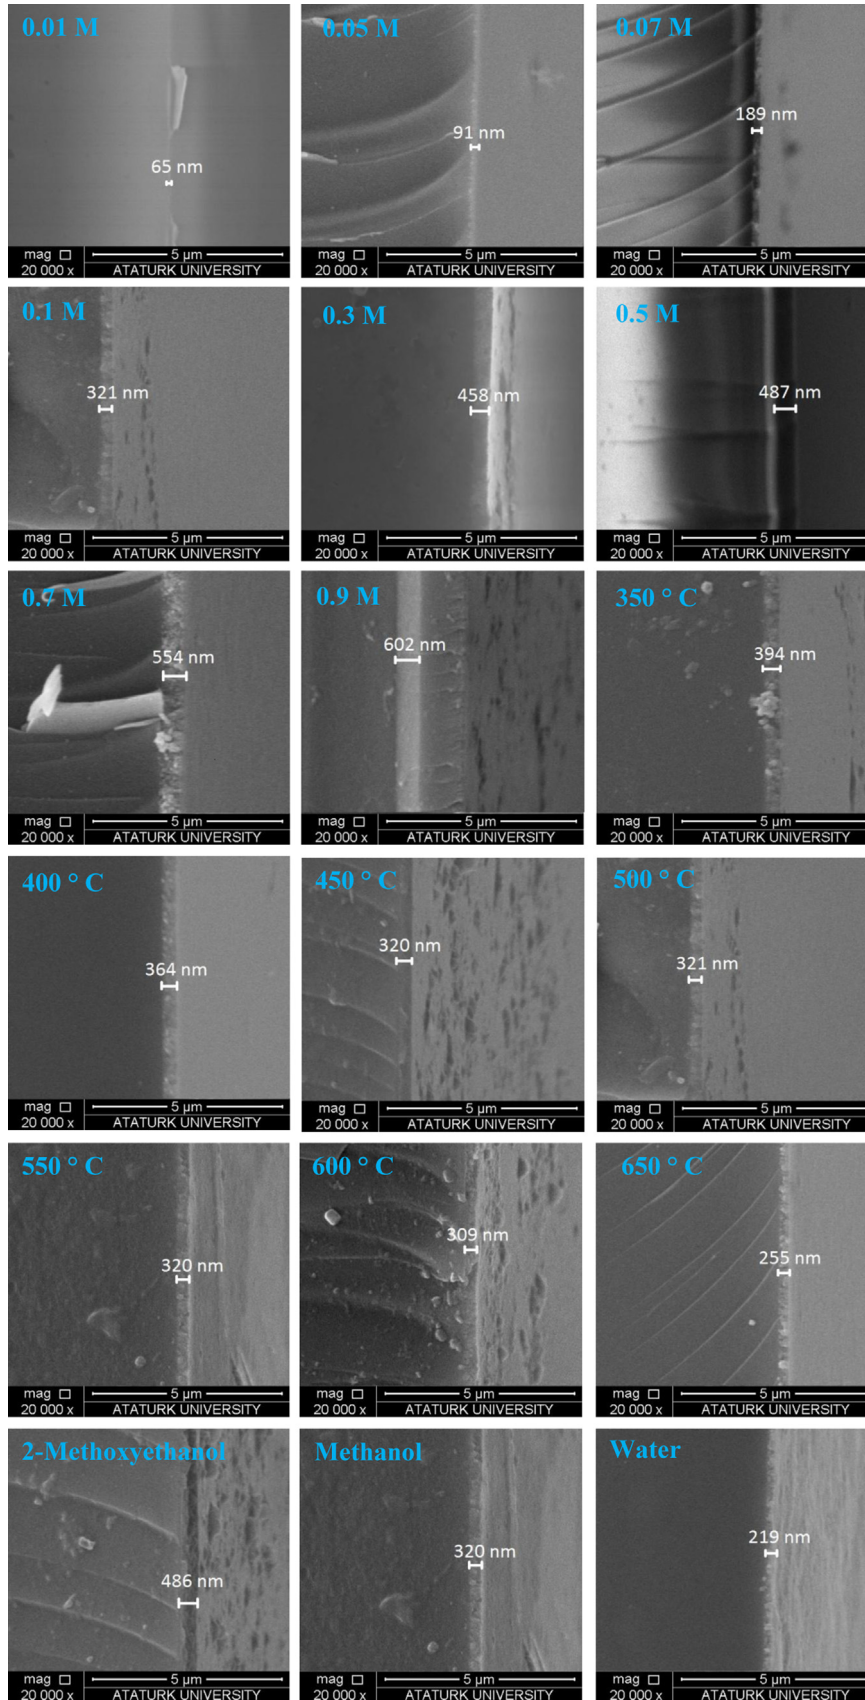 0.01 M
65 nm
mag 5 µm
20 000 x ATATURK UNIVERSITY
0.05 M
91 nm
mag 5 µm
20 000 x ATATURK UNIVERSITY
0.07 M
189 nm
mag 5 µm
20 000 x ATATURK UNIVERSITY
0.1 M
321 nm
mag 5 µm
20 000 x ATATURK UNIVERSITY
0.3 M
458 nm
mag 5 µm
20 000 x ATATURK UNIVERSITY
0.5 M
487 nm
mag 5 µm
20 000 x ATATURK UNIVERSITY
0.7 M
554 nm
mag 5 µm
20 000 x ATATURK UNIVERSITY
0.9 M
602 nm
mag 5 µm
20 000 x ATATURK UNIVERSITY
350 ° C
394 nm
mag 5 µm
20 000 x ATATURK UNIVERSITY
400 ° C
364 nm
mag 5 µm
20 000 x ATATURK UNIVERSITY
450 ° C
320 nm
mag 5 µm
20 000 x ATATURK UNIVERSITY
500 ° C
321 nm
mag 5 µm
20 000 x ATATURK UNIVERSITY
550 ° C
320 nm
mag 5 µm
20 000 x ATATURK UNIVERSITY
600 ° C
309 nm
mag 5 µm
20 000 x ATATURK UNIVERSITY
650 ° C
255 nm
mag 5 µm
20 000 x ATATURK UNIVERSITY
2-Methoxyethanol
486 nm
mag 5 µm
20 000 x ATATURK UNIVERSITY
Methanol
320 nm
mag 5 µm
20 000 x ATATURK UNIVERSITY
Water
219 nm
mag 5 µm
20 000 x ATATURK UNIVERSITY